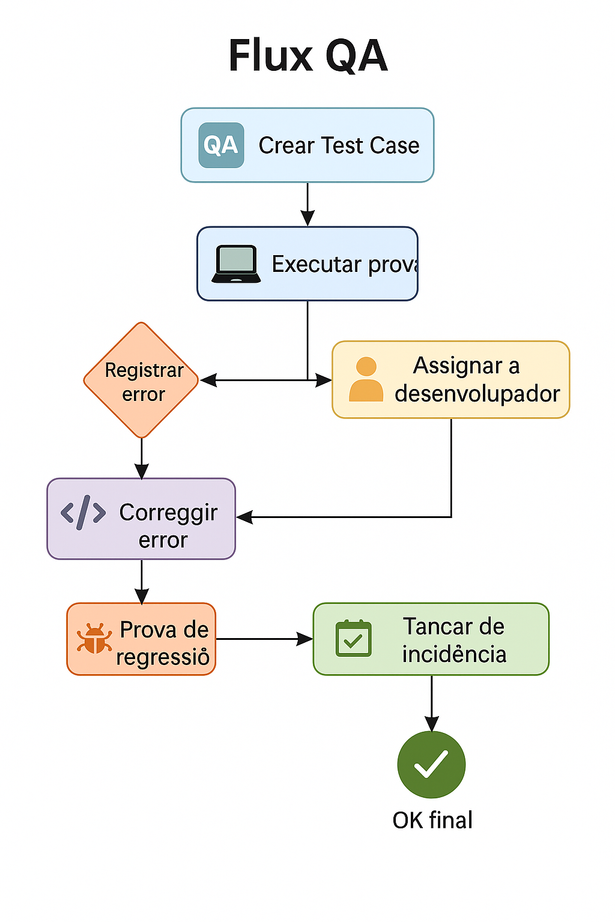 Flux QA
QA
Crear Test Case
Executar prova
Registrar
error
Assignar a
desenvolupador
</>
Correggir
error
Prova de
regressió
Tancar de
incidència
OK final